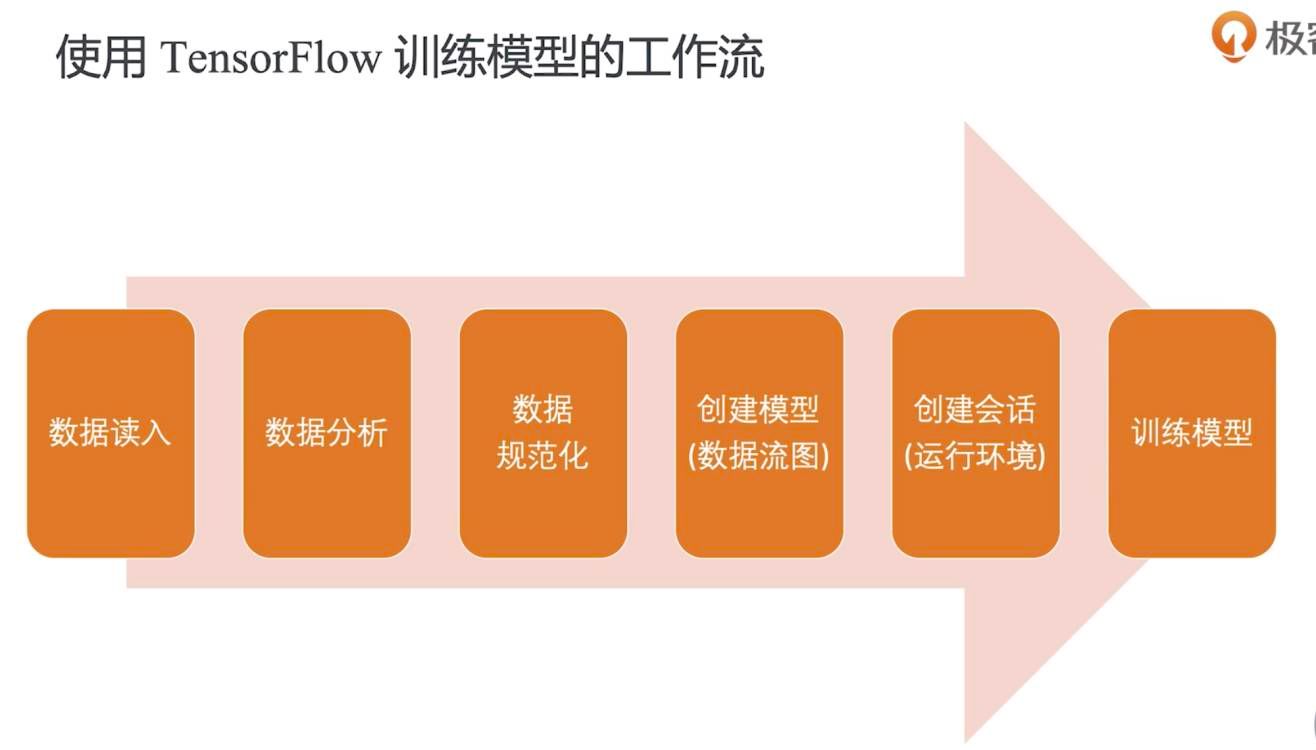 使用 TensorFlow 训练模型的工作流
极
数据读入
数据分析
数据
规范化
创建模型
(数据流图)
创建会话
(运行环境)
训练模型